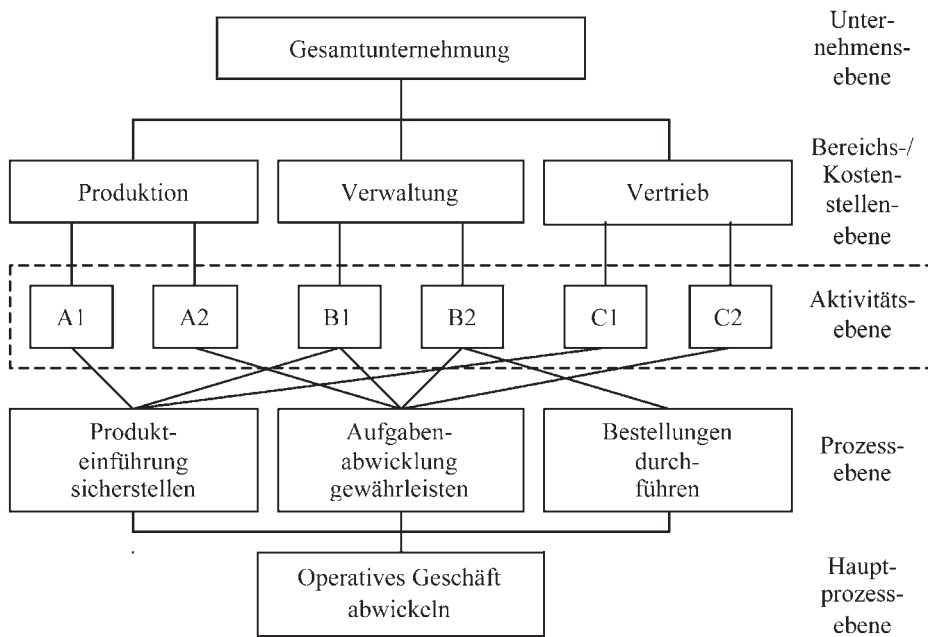 Gesamtunternehmung
Unter-
nehmens-
ebene
Produktion
Verwaltung
Vertrieb
Bereichs-/
Kosten-
stellen-
ebene
A1
A2
B1
B2
C1
C2
Aktivitäts-
ebene
Produkt-
einführung
sicherstellen
Aufgaben-
abwicklung
gewährleisten
Bestellungen
durch-
führen
Prozess-
ebene
Operatives Geschäft
abwickeln
Haupt-
prozess-
ebene